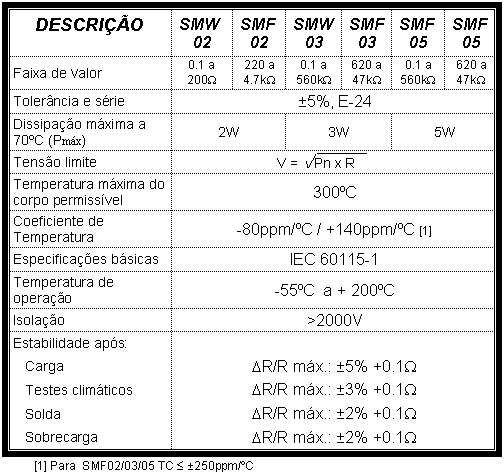 DESCRIÇÃO SMW 02 SMF 02 SMW 03 SMF 03 SMW 05 SMF 05
Faixa de Valor 0.1 a 200Ω 220 a 4.7kΩ 0.1 a 560kΩ 620 a 47kΩ 0.1 a 560kΩ 620 a 47kΩ
Tolerância e série ±5%, E-24
Dissipação máxima a 70ºC (Pmáx) 2W 3W 5W
Tensão limite V = √Pn x R
Temperatura máxima do corpo permissível 300ºC
Coeficiente de Temperatura -80ppm/ºC / +140ppm/ºC [1]
Especificações básicas IEC 60115-1
Temperatura de operação -55ºC a + 200ºC
Isolação >2000V
Estabilidade após:
Carga ΔR/R máx.: ±5% +0.1Ω
Testes climáticos ΔR/R máx.: ±3% +0.1Ω
Solda ΔR/R máx.: ±2% +0.1Ω
Sobrecarga ΔR/R máx.: ±2% +0.1Ω
[1] Para SMF02/03/05 TC ≤ ±250ppm/ºC